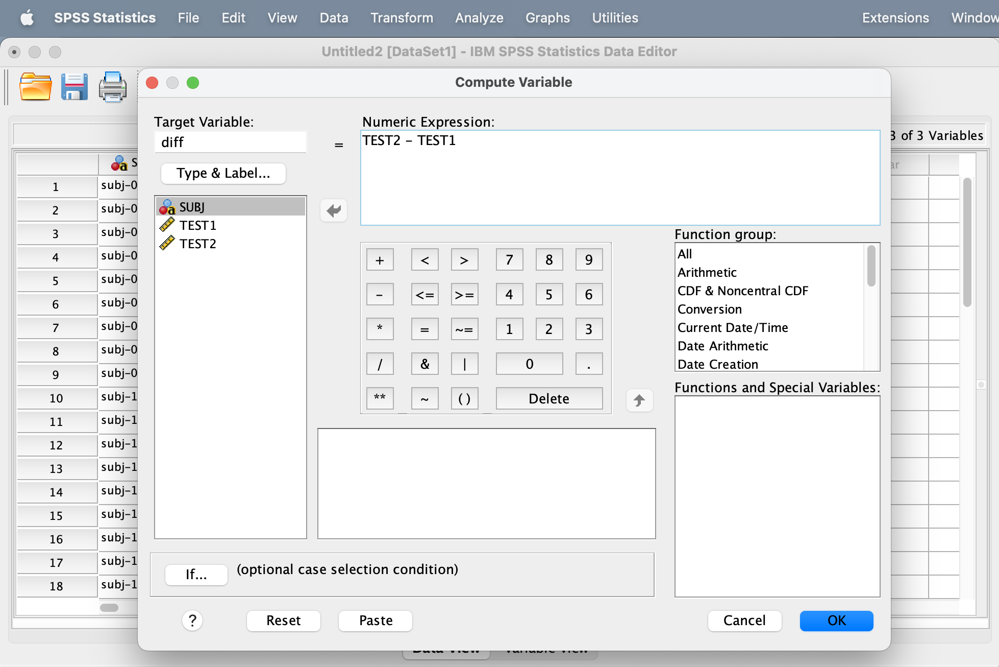 SPSS Statistics File Edit View Data Transform Analyze Graphs Utilities Extensions Window
Untitled2 [DataSet1] - IBM SPSS Statistics Data Editor
Compute Variable
Target Variable:
diff
=
Numeric Expression:
TEST2 - TEST1
Type & Label...
SUBJ
TEST1
TEST2
+ < > 7 8 9
- <= >= 4 5 6
* = ~= 1 2 3
/ & | 0 .
** ~ () Delete
Function group:
All
Arithmetic
CDF & Noncentral CDF
Conversion
Current Date/Time
Date Arithmetic
Date Creation
Functions and Special Variables:
If... (optional case selection condition)
? Reset Paste Cancel OK
3 of 3 Variables
S
ar
1 subj-0
2 subj-0
3 subj-0
4 subj-0
5 subj-0
6 subj-0
7 subj-0
8 subj-0
9 subj-0
10 subj-1
11 subj-1
12 subj-1
13 subj-1
14 subj-1
15 subj-1
16 subj-1
17 subj-1
18 subj-1
Data View Variable View